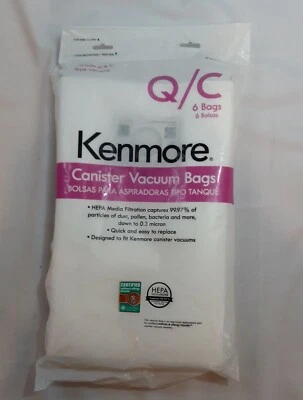 Q/C
6 Bags
6 Bolsas
Kenmore®
Canister Vacuum Bags
BOLSAS PARA ASPIRADORAS TIPO TANQUE
• HEPA Media Filtration captures 99.97% of
particles of dust, pollen, bacteria and more,
down to 0.3 micron
• Quick and easy to replace
• Designed to fit Kenmore canister vacuums
CERTIFIED
HEPA